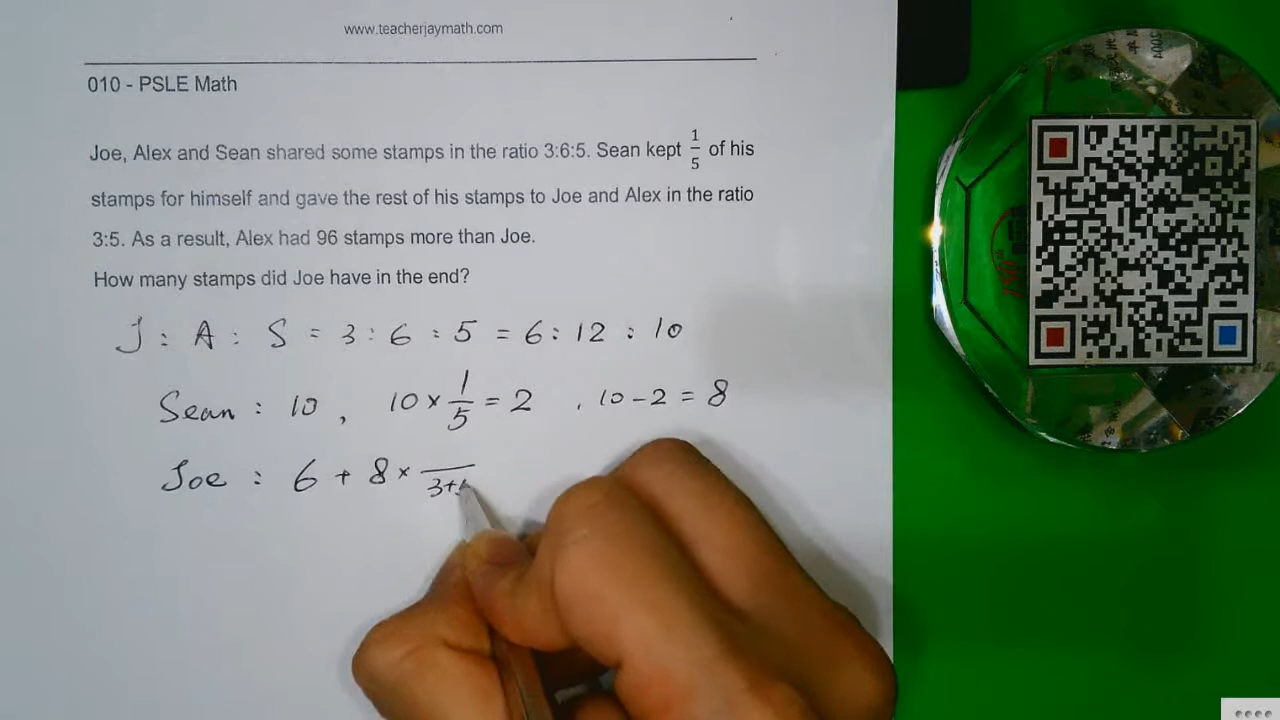 www.teacherjaymath.com
010 - PSLE Math
Joe, Alex and Sean shared some stamps in the ratio 3:6:5. Sean kept 1/5 of his
stamps for himself and gave the rest of his stamps to Joe and Alex in the ratio
3:5. As a result, Alex had 96 stamps more than Joe.
How many stamps did Joe have in the end?
J : A : S = 3 : 6 : 5 = 6 : 12 : 10
Sean : 10 , 10 × 1/5 = 2 , 10 - 2 = 8
Joe : 6 + 8 × /3+5